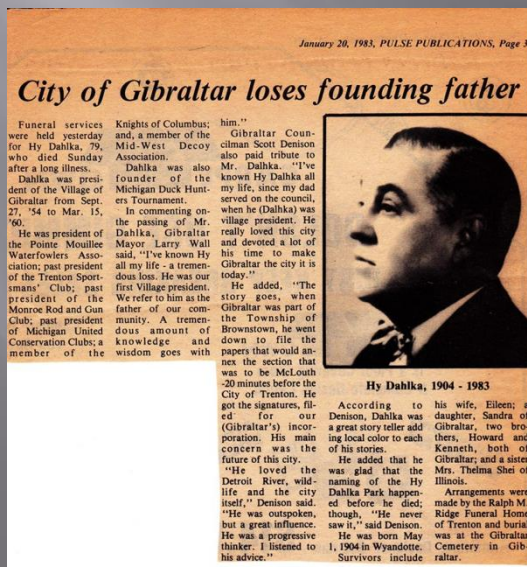 January 20, 1983, PULSE PUBLICATIONS, Page 3
City of Gibraltar loses founding father
Funeral services
were held yesterday
for Hy Dahlka, 79,
who died Sunday
after a long illness.
Dahlka was presi-
dent of the Village of
Gibraltar from Sept.
27, '54 to Mar. 15,
'60.
He was president of
the Pointe Mouillee
Waterfowlers Asso-
ciation; past president
of the Trenton Sport-
smans' Club; past
president of the
Monroe Rod and Gun
Club; past president
of Michigan United
Conservation Clubs; a
member of the
Knights of Columbus;
and, a member of the
Mid-West Decoy
Association.
Dahlka was also
founder of the
Michigan Duck Hunt-
ers Tournament.
In commenting on-
the passing of Mr.
Dahlka, Gibraltar
Mayor Larry Wall
said, "I've known Hy
all my life - a tremen-
dous loss. He was our
first Village president.
We refer to him as the
father of our com-
munity. A tremen-
dous amount of
knowledge and
wisdom goes with
him."
Gibraltar Coun-
cilman Scott Denison
also paid tribute to
Mr. Dalhka. "I've
known Hy Dalhka all
my life, since my dad
served on the council,
when he (Dalhka) was
village president. He
really loved this city
and devoted a lot of
his time to make
Gibraltar the city it is
today."
He added, "The
story goes, when
Gibraltar was part of
the Township of
Brownstown, he went
down to file the
papers that would an-
nex the section that
was to be McLouth
-20 minutes before the
City of Trenton. He
got the signatures, fil-
ed for our
(Gibraltar's) incor-
poration. His main
concern was the
future of this city.
"He loved the
Detroit River, wild-
life and the city
itself," Denison said.
"He was outspoken,
but a great influence.
He was a progressive
thinker. I listened to
his advice."
Hy Dahlka, 1904 - 1983
According to
Denison, Dahlka was
a great story teller add
ing local color to each
of his stories.
He added that he
was glad that the
naming of the Hy
Dahlka Park happen-
ed before he died;
though, "He never
saw it," said Denison.
He was born May
1, 1904 in Wyandotte.
Survivors include
his wife, Eileen; a
daughter, Sandra of
Gibraltar, two bro-
thers, Howard and
Kenneth, both of
Gibraltar; and a sister
Mrs. Thelma Shei of
Illinois.
Arrangements were
made by the Ralph M.
Ridge Funeral Home
of Trenton and burial
was at the Gibraltar
Cemetery in Gib-
raltar.